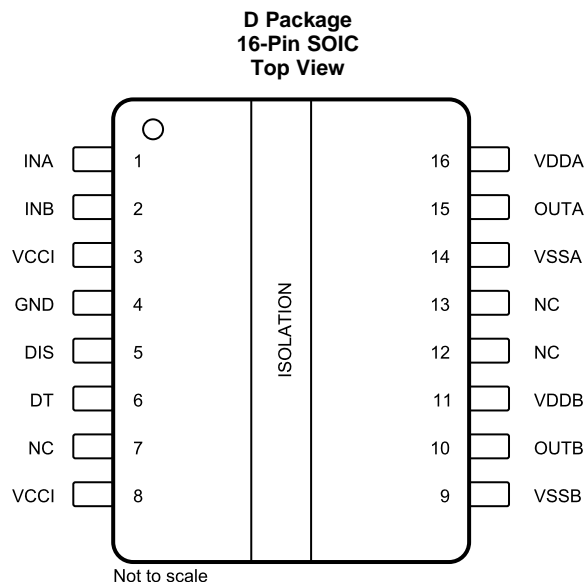 D Package
16-Pin SOIC
Top View
INA 1 16 VDDA
INB 2 15 OUTA
VCCI 3 14 VSSA
GND 4 13 NC
DIS 5 12 NC
DT 6 11 VDDB
NC 7 10 OUTB
VCCI 8 9 VSSB
ISOLATION
Not to scale